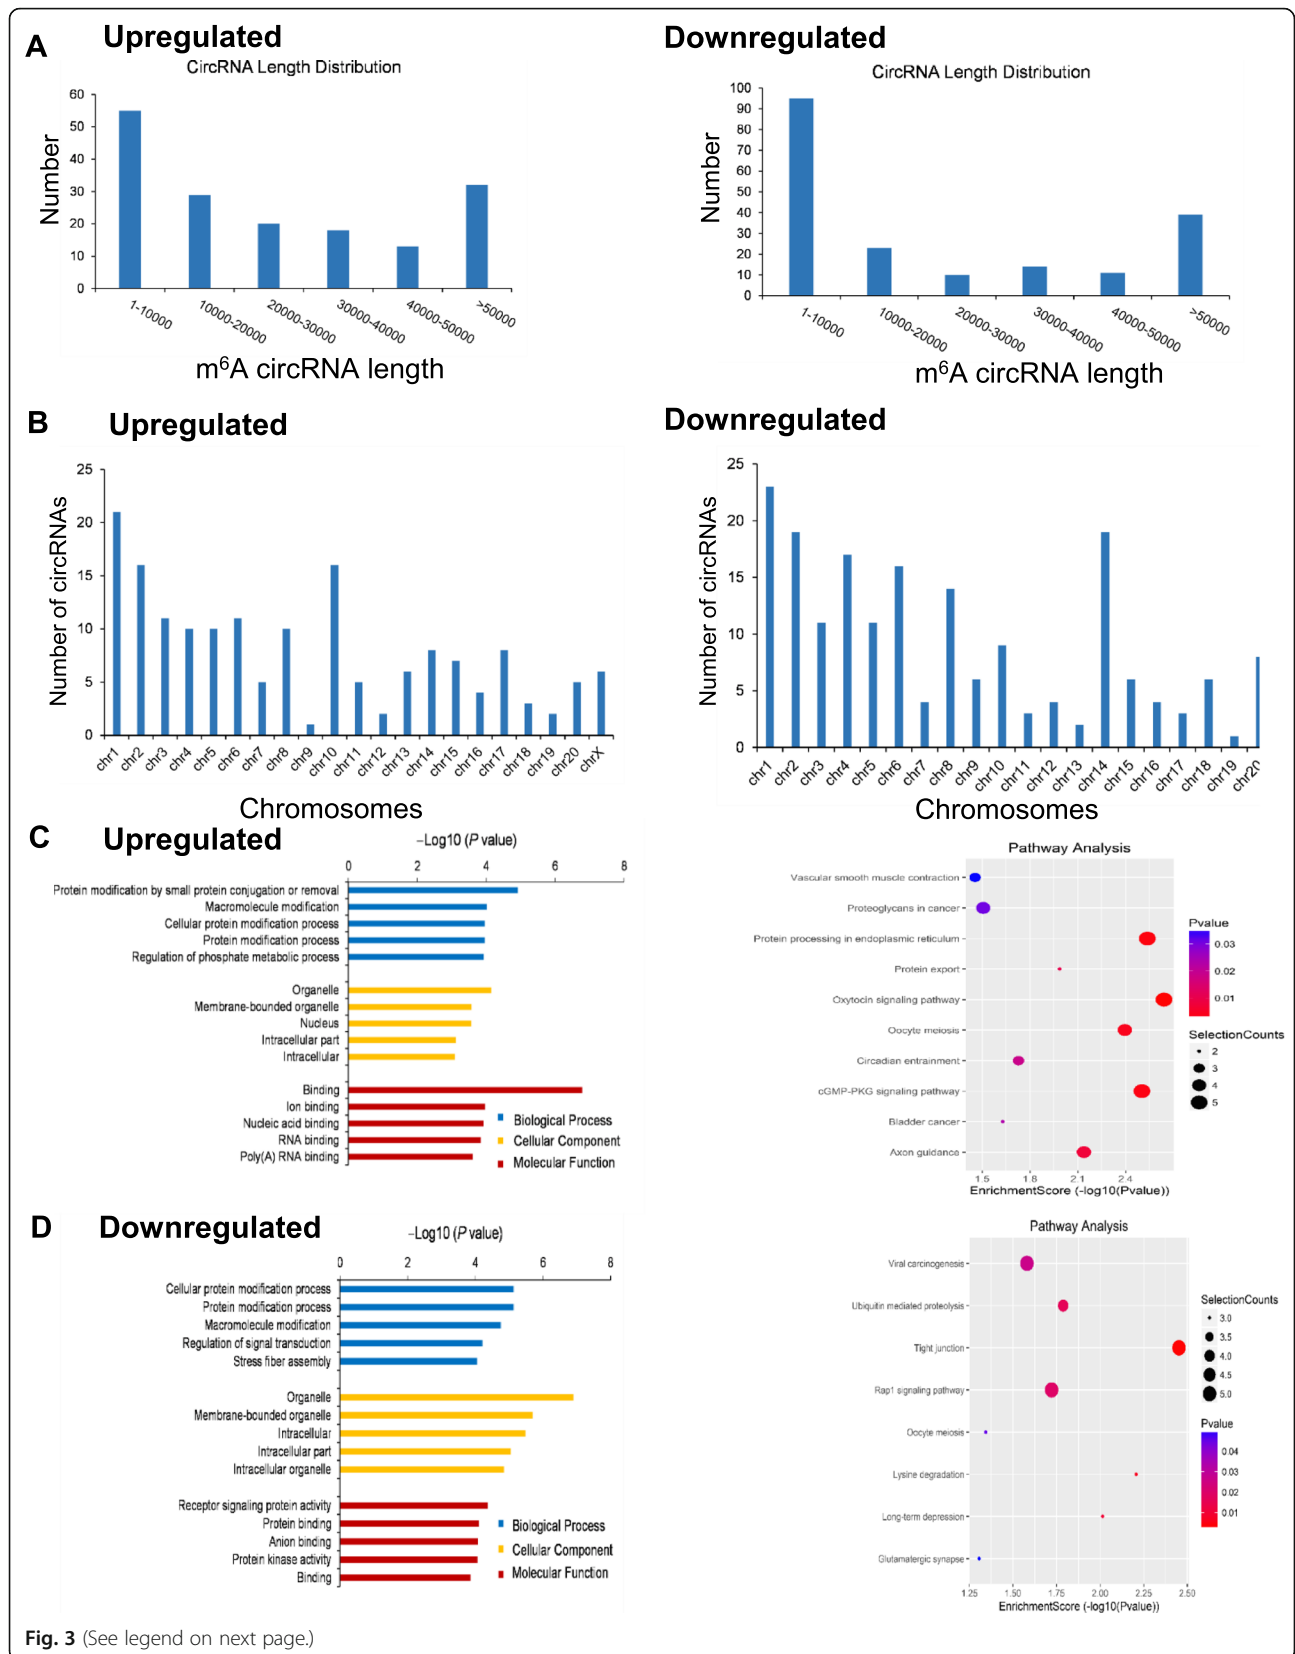 A
Upregulated
CircRNA Length Distribution
Number
60
50
40
30
20
10
0
1-10000
10000-20000
20000-30000
30000-40000
40000-50000
>50000
m⁶A circRNA length
Downregulated
CircRNA Length Distribution
Number
100
90
80
70
60
50
40
30
20
10
0
1-10000
10000-20000
20000-30000
30000-40000
40000-50000
>50000
m⁶A circRNA length
B
Upregulated
Number of circRNAs
25
20
15
10
5
0
chr1
chr2
chr3
chr4
chr5
chr6
chr7
chr8
chr9
chr10
chr11
chr12
chr13
chr14
chr15
chr16
chr17
chr18
chr19
chr20
chrX
Chromosomes
Downregulated
Number of circRNAs
25
20
15
10
5
0
chr1
chr2
chr3
chr4
chr5
chr6
chr7
chr8
chr9
chr10
chr11
chr12
chr13
chr14
chr15
chr16
chr17
chr18
chr19
chr20
Chromosomes
C
Upregulated
−Log10 (P value)
0 2 4 6 8
Protein modification by small protein conjugation or removal
Macromolecule modification
Cellular protein modification process
Protein modification process
Regulation of phosphate metabolic process
Organelle
Membrane-bounded organelle
Nucleus
Intracellular part
Intracellular
Binding
Ion binding
Nucleic acid binding
RNA binding
Poly(A) RNA binding
Biological Process
Cellular Component
Molecular Function
Pathway Analysis
Vascular smooth muscle contraction
Proteoglycans in cancer
Protein processing in endoplasmic reticulum
Protein export
Oxytocin signaling pathway
Oocyte meiosis
Circadian entrainment
cGMP-PKG signaling pathway
Bladder cancer
Axon guidance
1.5 1.8 2.1 2.4
EnrichmentScore (-log10(Pvalue))
Pvalue
0.03
0.02
0.01
SelectionCounts
2
3
4
5
D
Downregulated
−Log10 (P value)
0 2 4 6 8
Cellular protein modification process
Protein modification process
Macromolecule modification
Regulation of signal transduction
Stress fiber assembly
Organelle
Membrane-bounded organelle
Intracellular
Intracellular part
Intracellular organelle
Receptor signaling protein activity
Protein binding
Anion binding
Protein kinase activity
Binding
Biological Process
Cellular Component
Molecular Function
Pathway Analysis
Viral carcinogenesis
Ubiquitin mediated proteolysis
Tight junction
Rap1 signaling pathway
Oocyte meiosis
Lysine degradation
Long-term depression
Glutamatergic synapse
1.25 1.50 1.75 2.00 2.25 2.50
EnrichmentScore (-log10(Pvalue))
SelectionCounts
3.0
3.5
4.0
4.5
5.0
Pvalue
0.04
0.03
0.02
0.01
Fig. 3 (See legend on next page.)